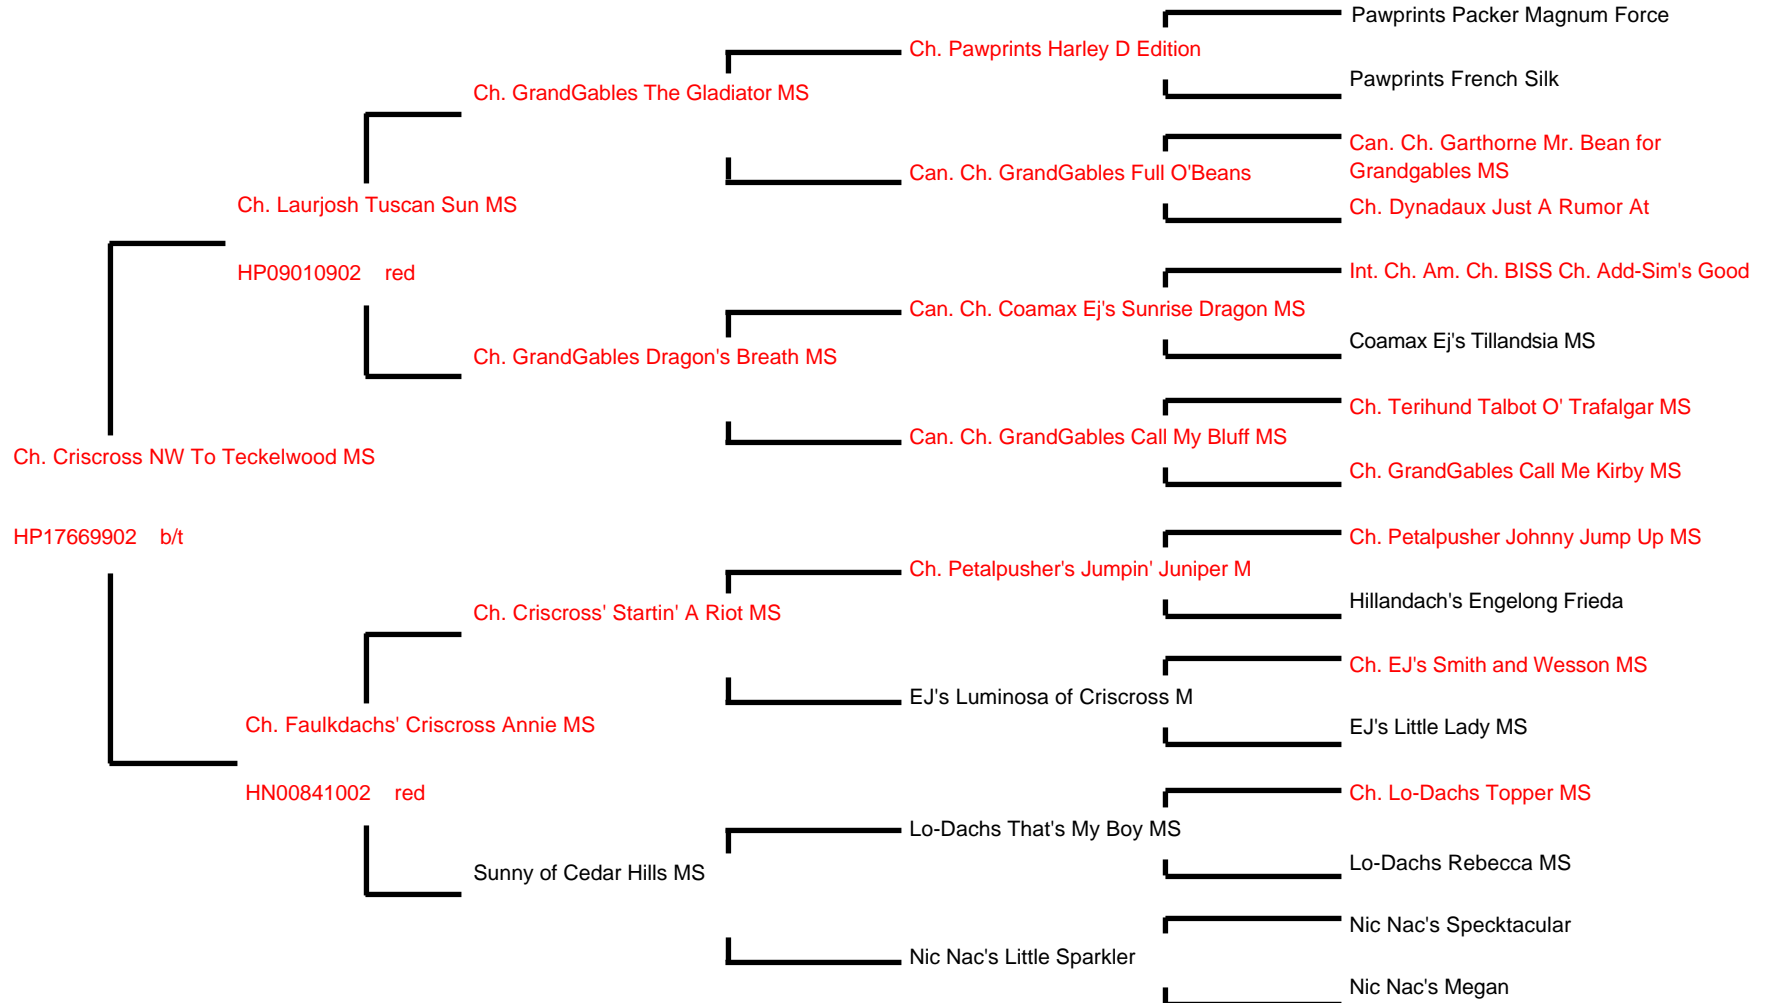 Pawprints Packer Magnum Force
Ch. Pawprints Harley D Edition
Pawprints French Silk
Ch. GrandGables The Gladiator MS
Can. Ch. Garthorne Mr. Bean for
Grandgables MS
Can. Ch. GrandGables Full O'Beans
Ch. Dynadaux Just A Rumor At
Ch. Laurjosh Tuscan Sun MS
HP09010902 red
Int. Ch. Am. Ch. BISS Ch. Add-Sim's Good
Can. Ch. Coamax Ej's Sunrise Dragon MS
Coamax Ej's Tillandsia MS
Ch. GrandGables Dragon's Breath MS
Ch. Terihund Talbot O' Trafalgar MS
Can. Ch. GrandGables Call My Bluff MS
Ch. GrandGables Call Me Kirby MS
Ch. Criscross NW To Teckelwood MS
HP17669902 b/t
Ch. Petalpusher Johnny Jump Up MS
Ch. Petalpusher's Jumpin' Juniper M
Hillandach's Engelong Frieda
Ch. Criscross' Startin' A Riot MS
Ch. EJ's Smith and Wesson MS
EJ's Luminosa of Criscross M
EJ's Little Lady MS
Ch. Faulkdachs' Criscross Annie MS
HN00841002 red
Ch. Lo-Dachs Topper MS
Lo-Dachs That's My Boy MS
Lo-Dachs Rebecca MS
Sunny of Cedar Hills MS
Nic Nac's Specktacular
Nic Nac's Little Sparkler
Nic Nac's Megan